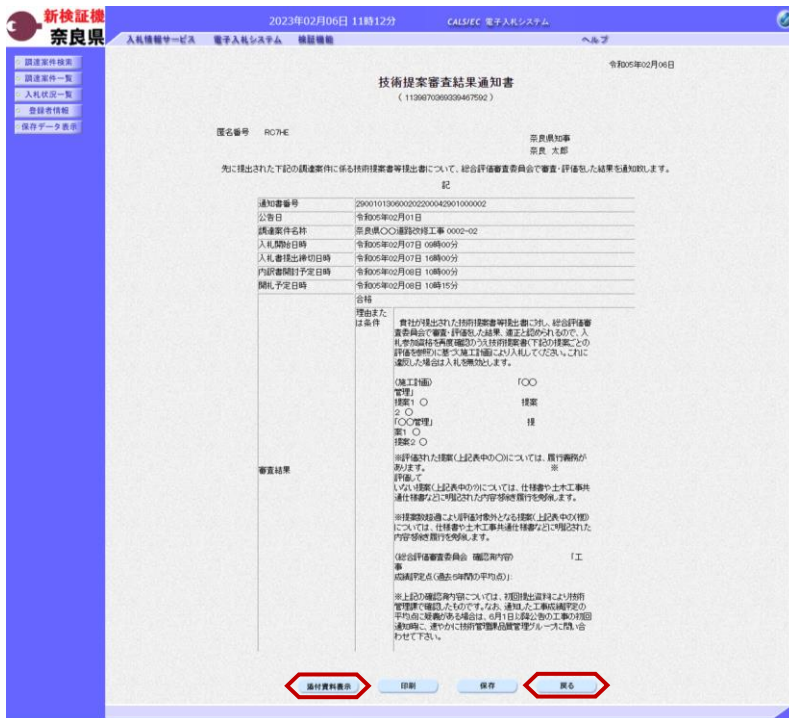 新検証機
奈良県
2023年02月06日 11時12分
CALS/EC 電子入札システム
入札情報サービス 電子入札システム 検証機能 ヘルプ
調達案件検索
調達案件一覧
入札状況一覧
登録者情報
保存データ表示
令和05年02月06日
技術提案審査結果通知書
( 1139870369339467592 )
匿名番号 RO7HE
奈良県知事
奈良 太郎
先に提出された下記の調達案件に係る技術提案書等提出書について、総合評価審査委員会で審査・評価をした結果を通知致します。
記
通知書番号 2900101306002022000429010000002
公告日 令和05年02月01日
調達案件名称 奈良県〇〇道路改修工事 0002-02
入札開始日時 令和05年02月07日 09時00分
入札書提出締切日時 令和05年02月07日 16時00分
内訳書開封予定日時 令和05年02月08日 10時00分
開札予定日時 令和05年02月08日 10時15分
審査結果
合格
理由また
は条件
貴社が提出された技術提案書等提出書に対し、総合評価審
査委員会で審査・評価をした結果、適正と認められるので、入
札参加資格を再度確認のうえ技術提案書(下記の提案ごとの
評価を参照)に基づく施工計画により入札してください。これに
違反した場合は入札を無効とします。
(施工計画) 「〇〇
管理」
提案1 〇 提案
2 〇
「〇〇管理」 提
案1 〇
提案2 〇
※評価された提案(上記表中の〇)については、履行義務が
あります。 ※
評価して
いない提案(上記表中の)については、仕様書や土木工事共
通仕様書などに明記された内容を除き履行を免除します。
※提案数超過により評価対象外となる提案(上記表中の(相)
については、仕様書や土木工事共通仕様書などに明記された
内容を除き履行を免除します。
(総合評価審査委員会 確認済内容) 「工
事
成績評定点(過去5年間の平均点)」:
※上記の確認済内容については、初回提出資料により技術
管理課で確認したものです。なお、通知した工事成績評定の
平均点に疑義がある場合は、6月1日以降公告の工事の初回
通知時に、速やかに技術管理課品質管理グループに問い合
わせて下さい。
添付資料表示 印刷 保存 戻る